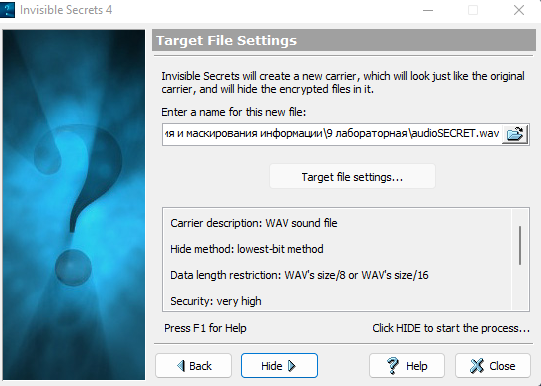 Invisible Secrets 4
Target File Settings
Invisible Secrets will create a new carrier, which will look just like the original
carrier, and will hide the encrypted files in it.
Enter a name for this new file:
ия и маскирования информации\9 лабораторная\audioSECRET.wav
Target file settings...
Carrier description: WAV sound file
Hide method: lowest-bit method
Data length restriction: WAV's size/8 or WAV's size/16
Security: very high
Press F1 for Help
Click HIDE to start the process...
Back
Hide
Help
Close